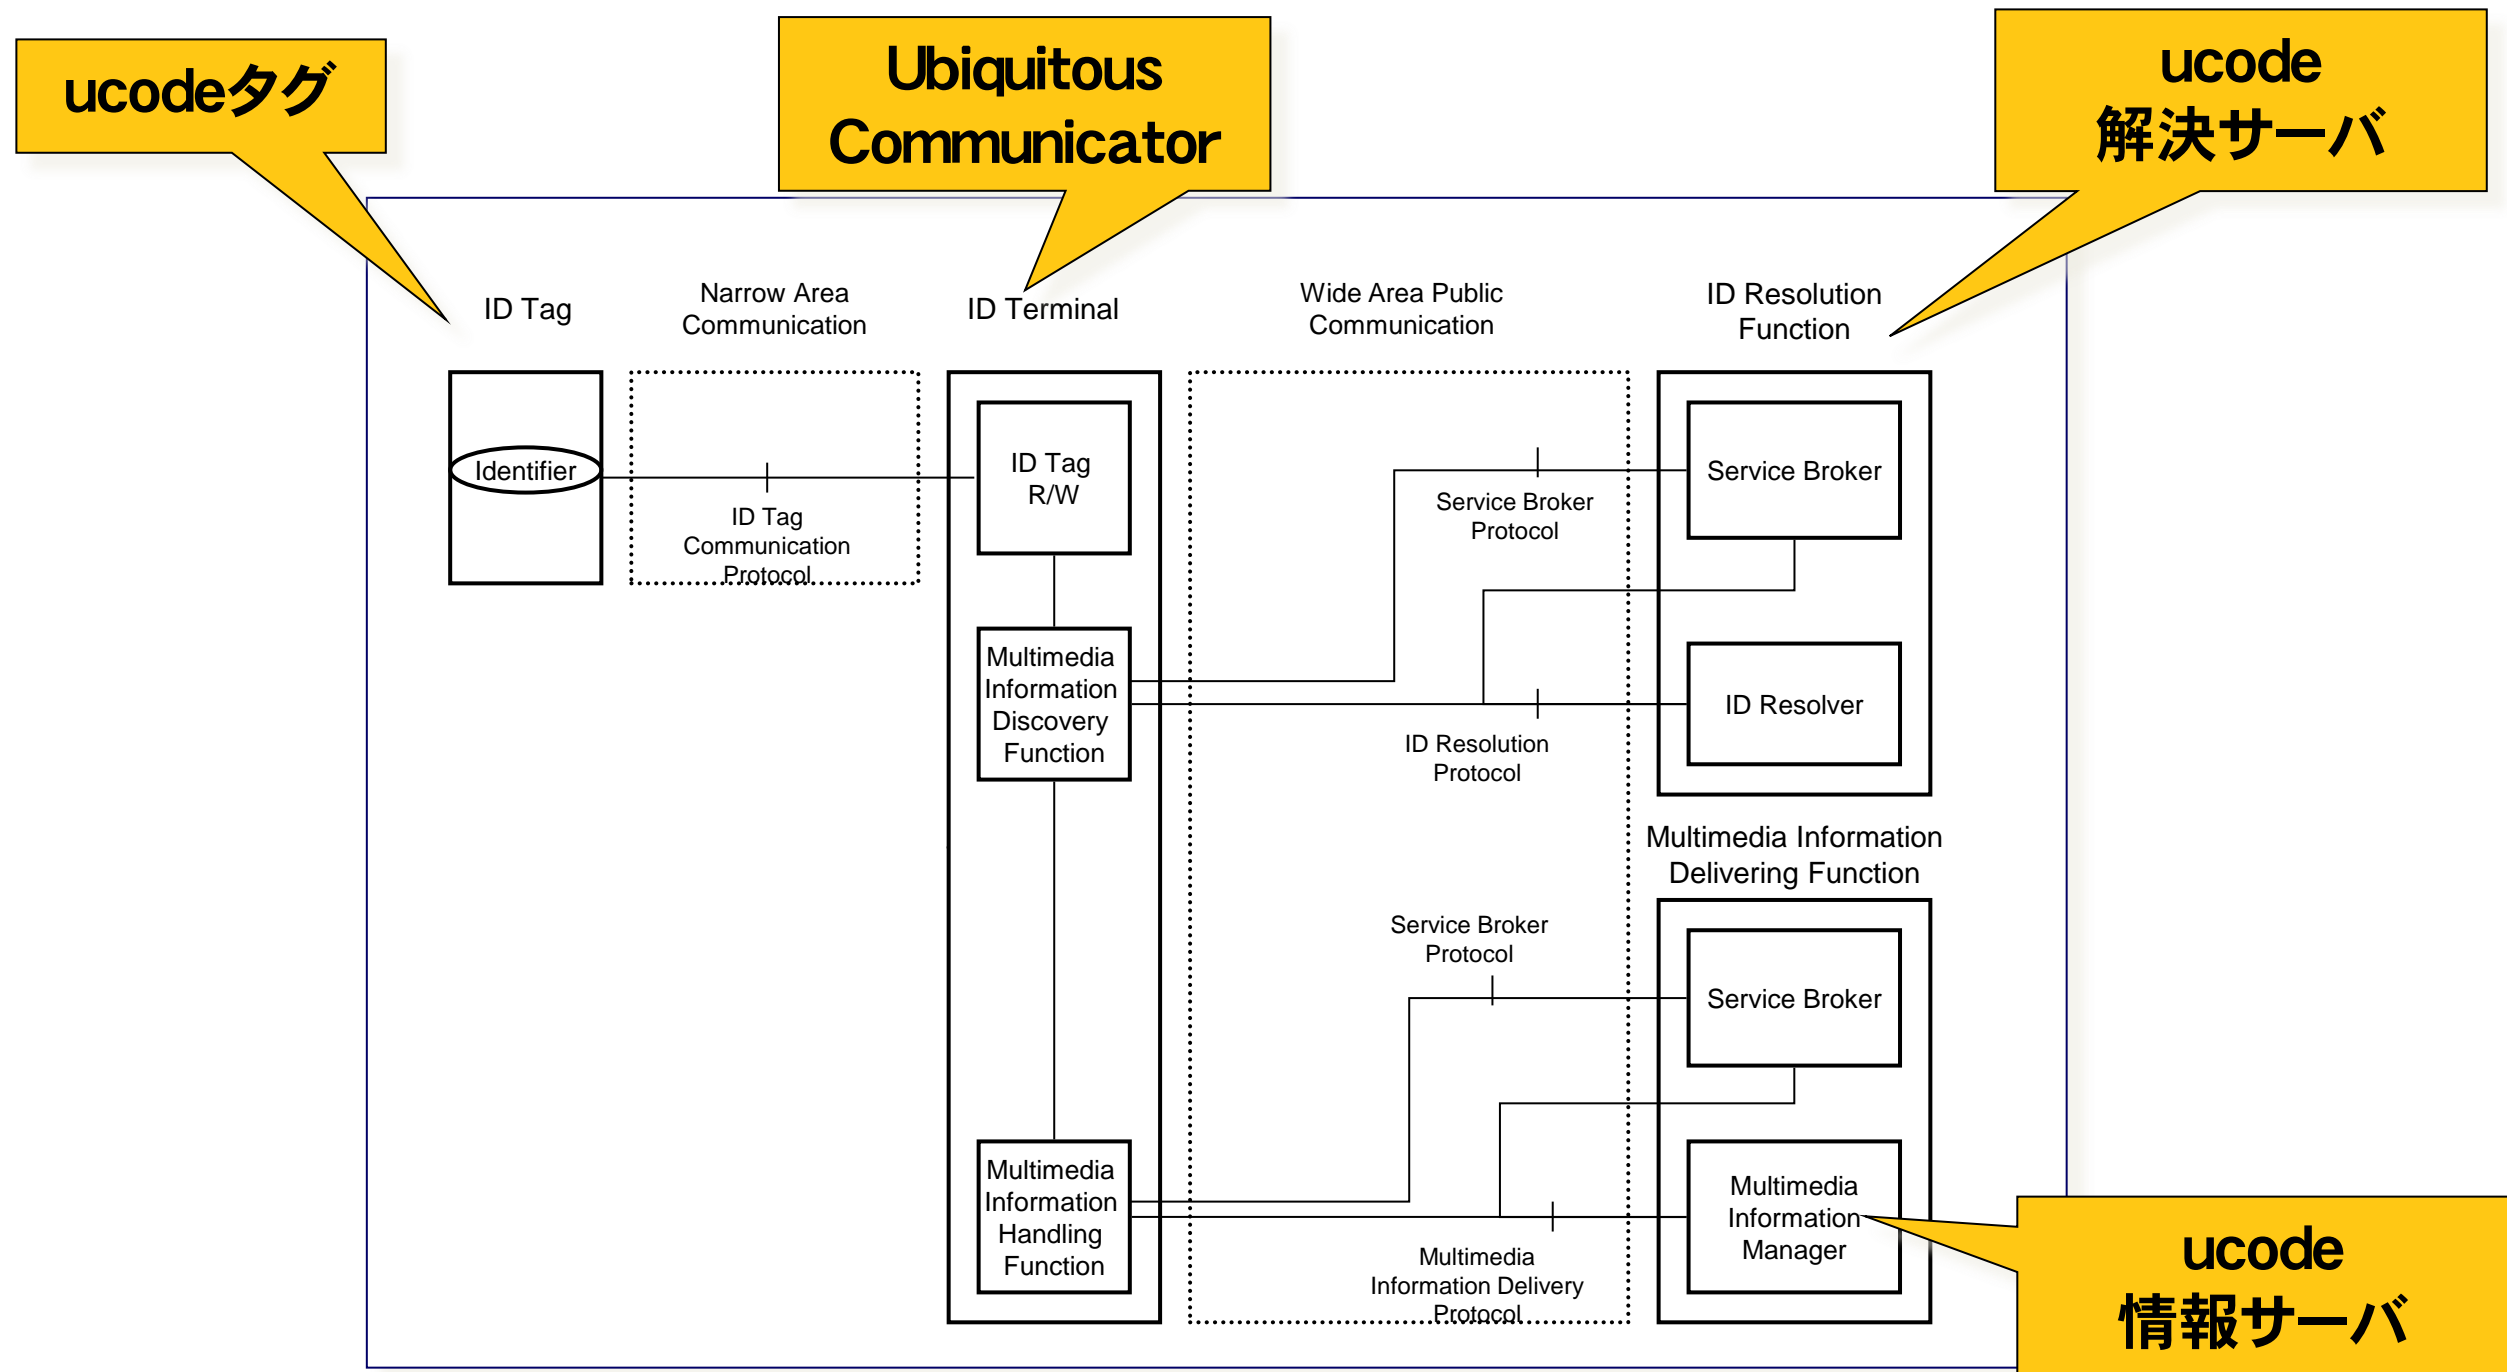 ucodeタグ
Ubiquitous
Communicator
ucode
解決サーバ
ID Tag
Narrow Area
Communication
ID Terminal
Wide Area Public
Communication
ID Resolution
Function
Identifier
ID Tag
Communication
Protocol
ID Tag
R/W
Service Broker
Protocol
Service Broker
Multimedia
Information
Discovery
Function
ID Resolution
Protocol
ID Resolver
Multimedia Information
Delivering Function
Service Broker
Protocol
Service Broker
Multimedia
Information
Handling
Function
Multimedia
Information Delivery
Protocol
Multimedia
Information
Manager
ucode
情報サーバ